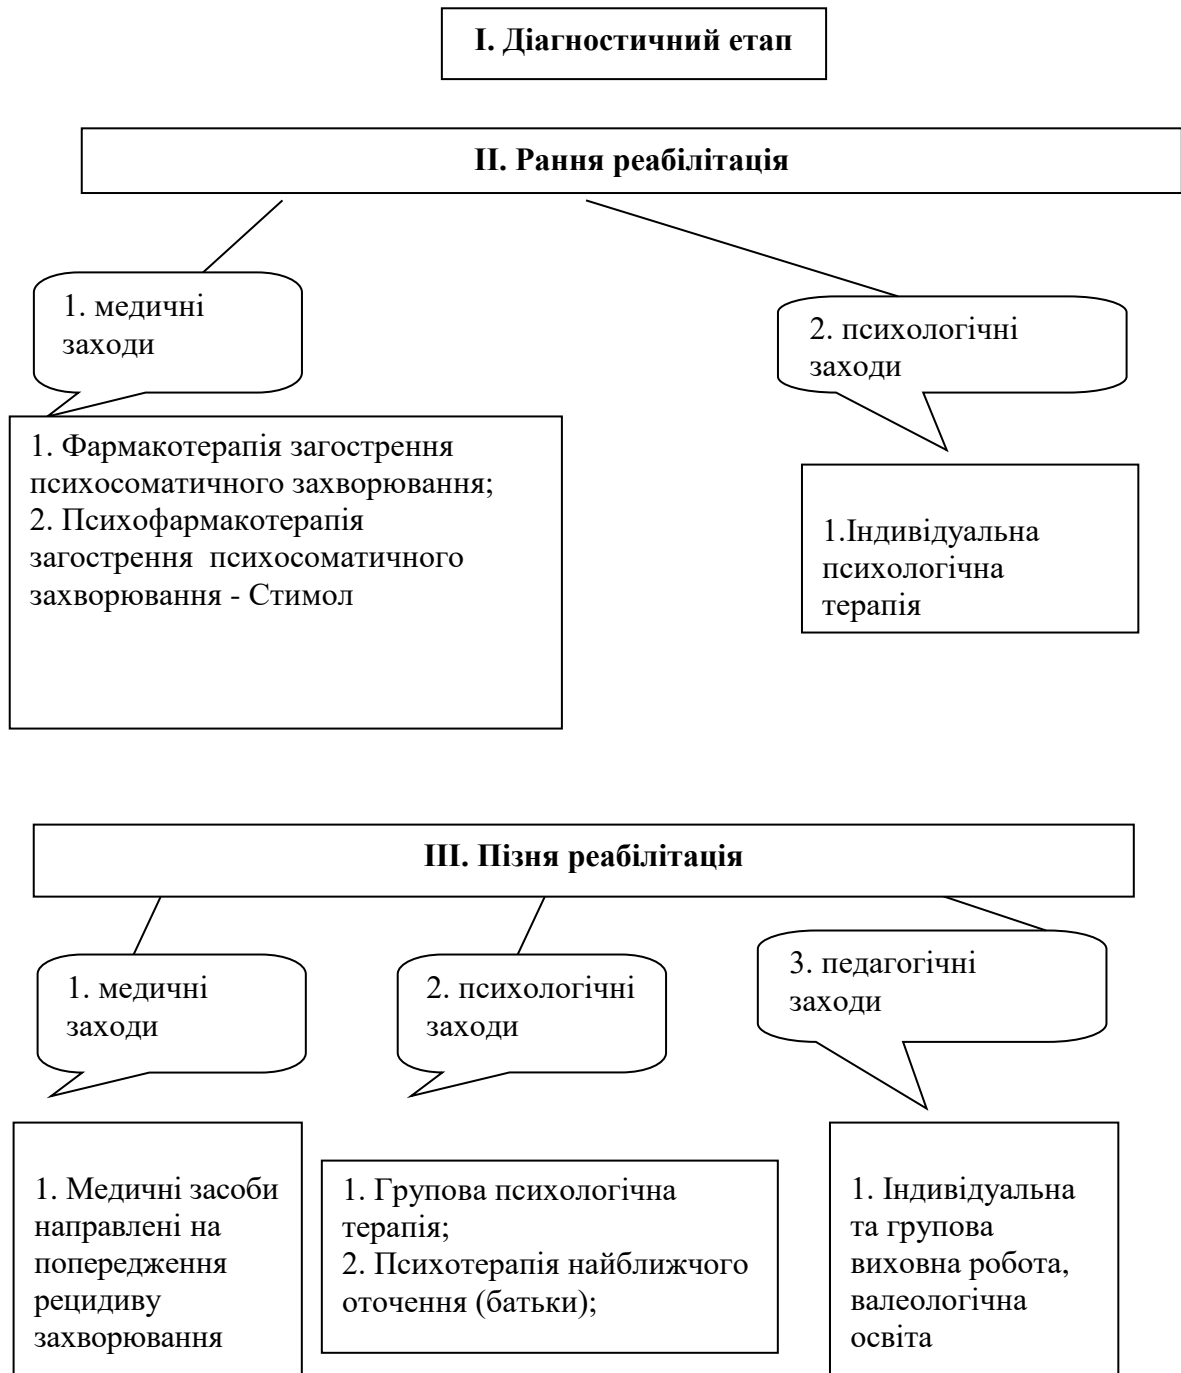 I. Діагностичний етап
II. Рання реабілітація
1. медичні
заходи
2. психологічні
заходи
1. Фармакотерапія загострення
психосоматичного захворювання;
2. Психофармакотерапія
загострення психосоматичного
захворювання - Стимол
1.Індивідуальна
психологічна
терапія
III. Пізня реабілітація
1. медичні
заходи
2. психологічні
заходи
3. педагогічні
заходи
1. Медичні засоби
направлені на
попередження
рецидиву
захворювання
1. Групова психологічна
терапія;
2. Психотерапія найближчого
оточення (батьки);
1. Індивідуальна
та групова
виховна робота,
валеологічна
освіта